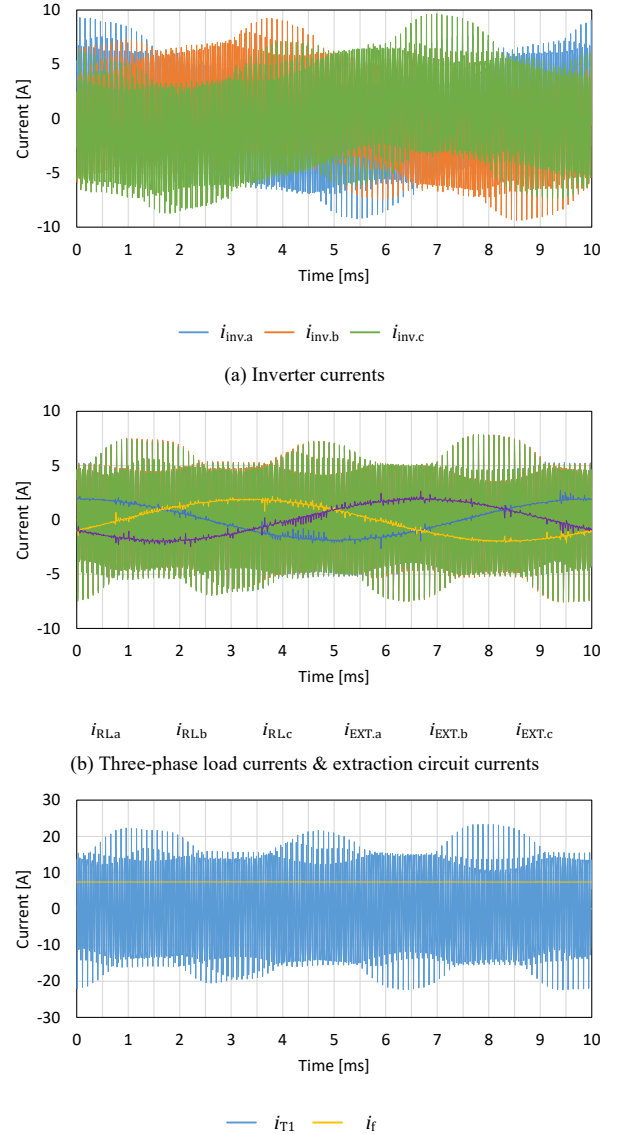 10
5
0
-5
-10
Current [A]
0 1 2 3 4 5 6 7 8 9 10
Time [ms]
iinv.a iinv.b iinv.c
(a) Inverter currents
10
5
0
-5
-10
Current [A]
0 1 2 3 4 5 6 7 8 9 10
Time [ms]
iRL.a iRL.b iRL.c iEXT.a iEXT.b iEXT.c
(b) Three-phase load currents & extraction circuit currents
30
20
10
0
-10
-20
-30
Current [A]
0 1 2 3 4 5 6 7 8 9 10
Time [ms]
iT1 if